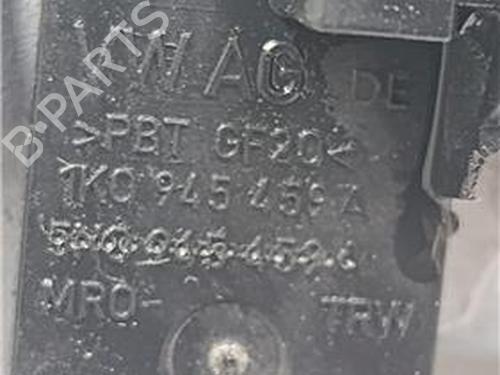 B-PARTS
VW AG DE
>PBT GF20<
1K0 945 459 A
MRO- TRW